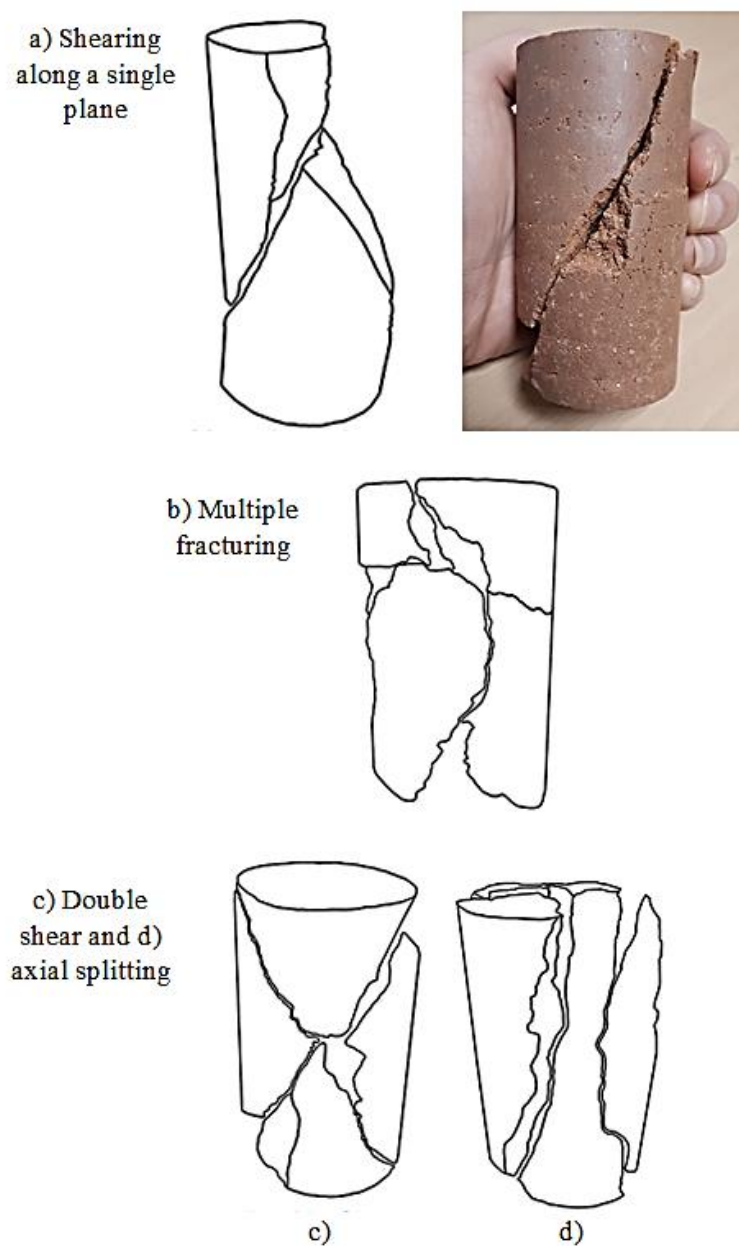 a) Shearing
along a single
plane
b) Multiple
fracturing
c) Double
shear and d)
axial splitting
c)
d)